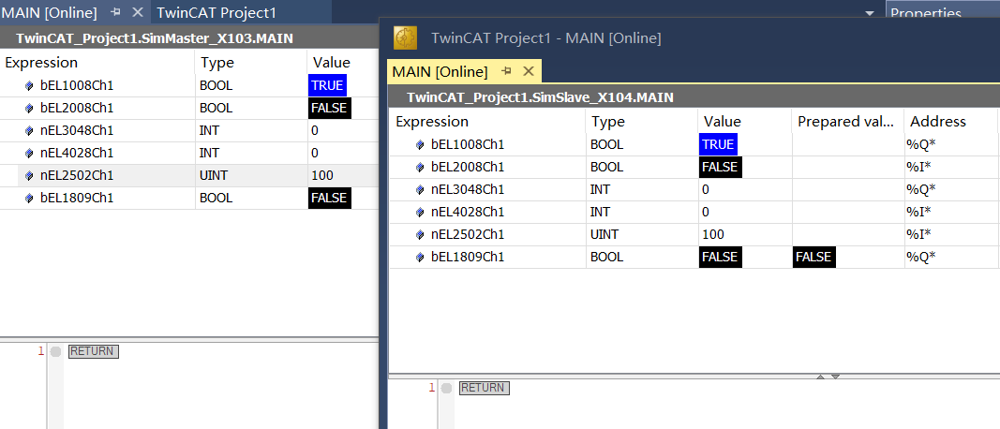 MAIN [Online]
TwinCAT Project1
Properties
TwinCAT_Project1.SimMaster_X103.MAIN
Expression Type Value
bEL1008Ch1 BOOL TRUE
bEL2008Ch1 BOOL FALSE
nEL3048Ch1 INT 0
nEL4028Ch1 INT 0
nEL2502Ch1 UINT 100
bEL1809Ch1 BOOL FALSE
1 RETURN
TwinCAT Project1 - MAIN [Online]
MAIN [Online]
TwinCAT_Project1.SimSlave_X104.MAIN
Expression Type Value Prepared val... Address
bEL1008Ch1 BOOL TRUE %Q*
bEL2008Ch1 BOOL FALSE %I*
nEL3048Ch1 INT 0 %Q*
nEL4028Ch1 INT 0 %I*
nEL2502Ch1 UINT 100 %I*
bEL1809Ch1 BOOL FALSE FALSE %Q*
1 RETURN